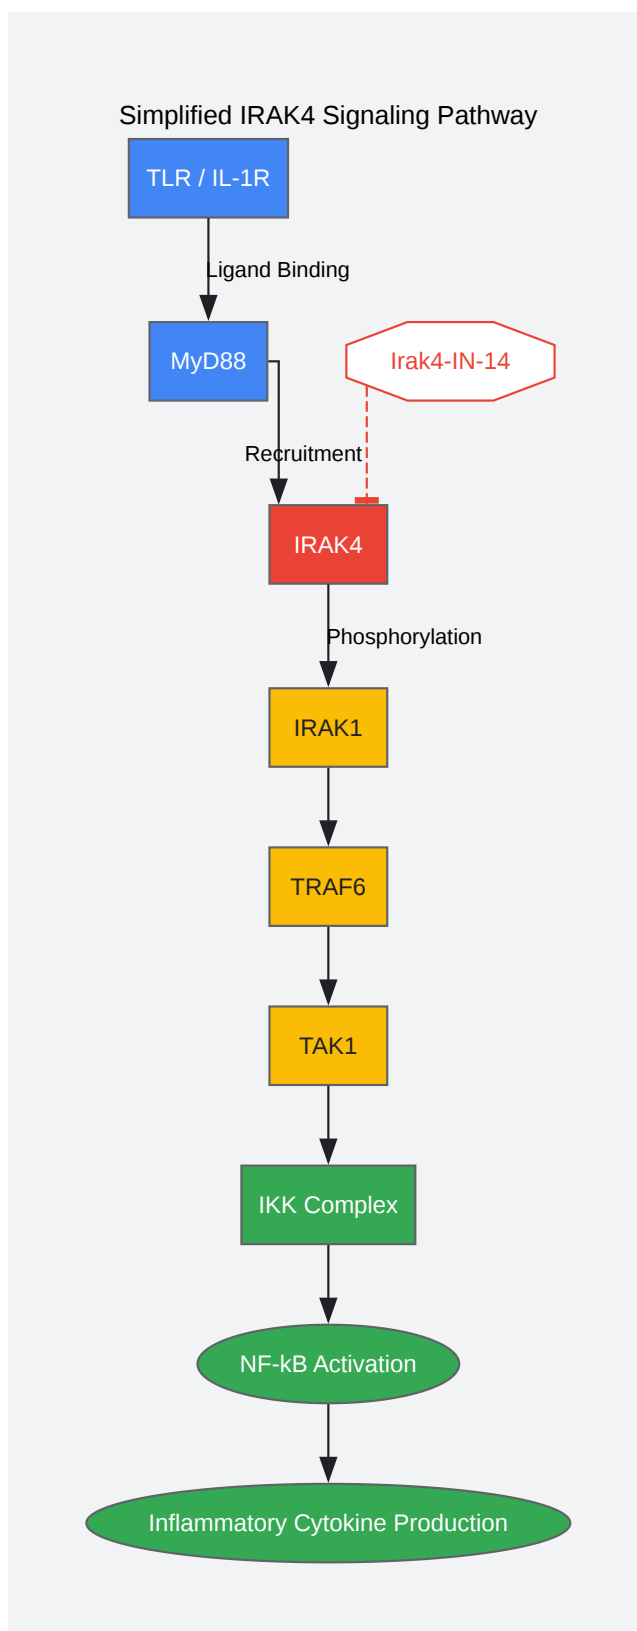 Simplified IRAK4 Signaling Pathway
TLR / IL-1R
Ligand Binding
MyD88
Irak4-IN-14
Recruitment
IRAK4
Phosphorylation
IRAK1
TRAF6
TAK1
IKK Complex
NF-kB Activation
Inflammatory Cytokine Production